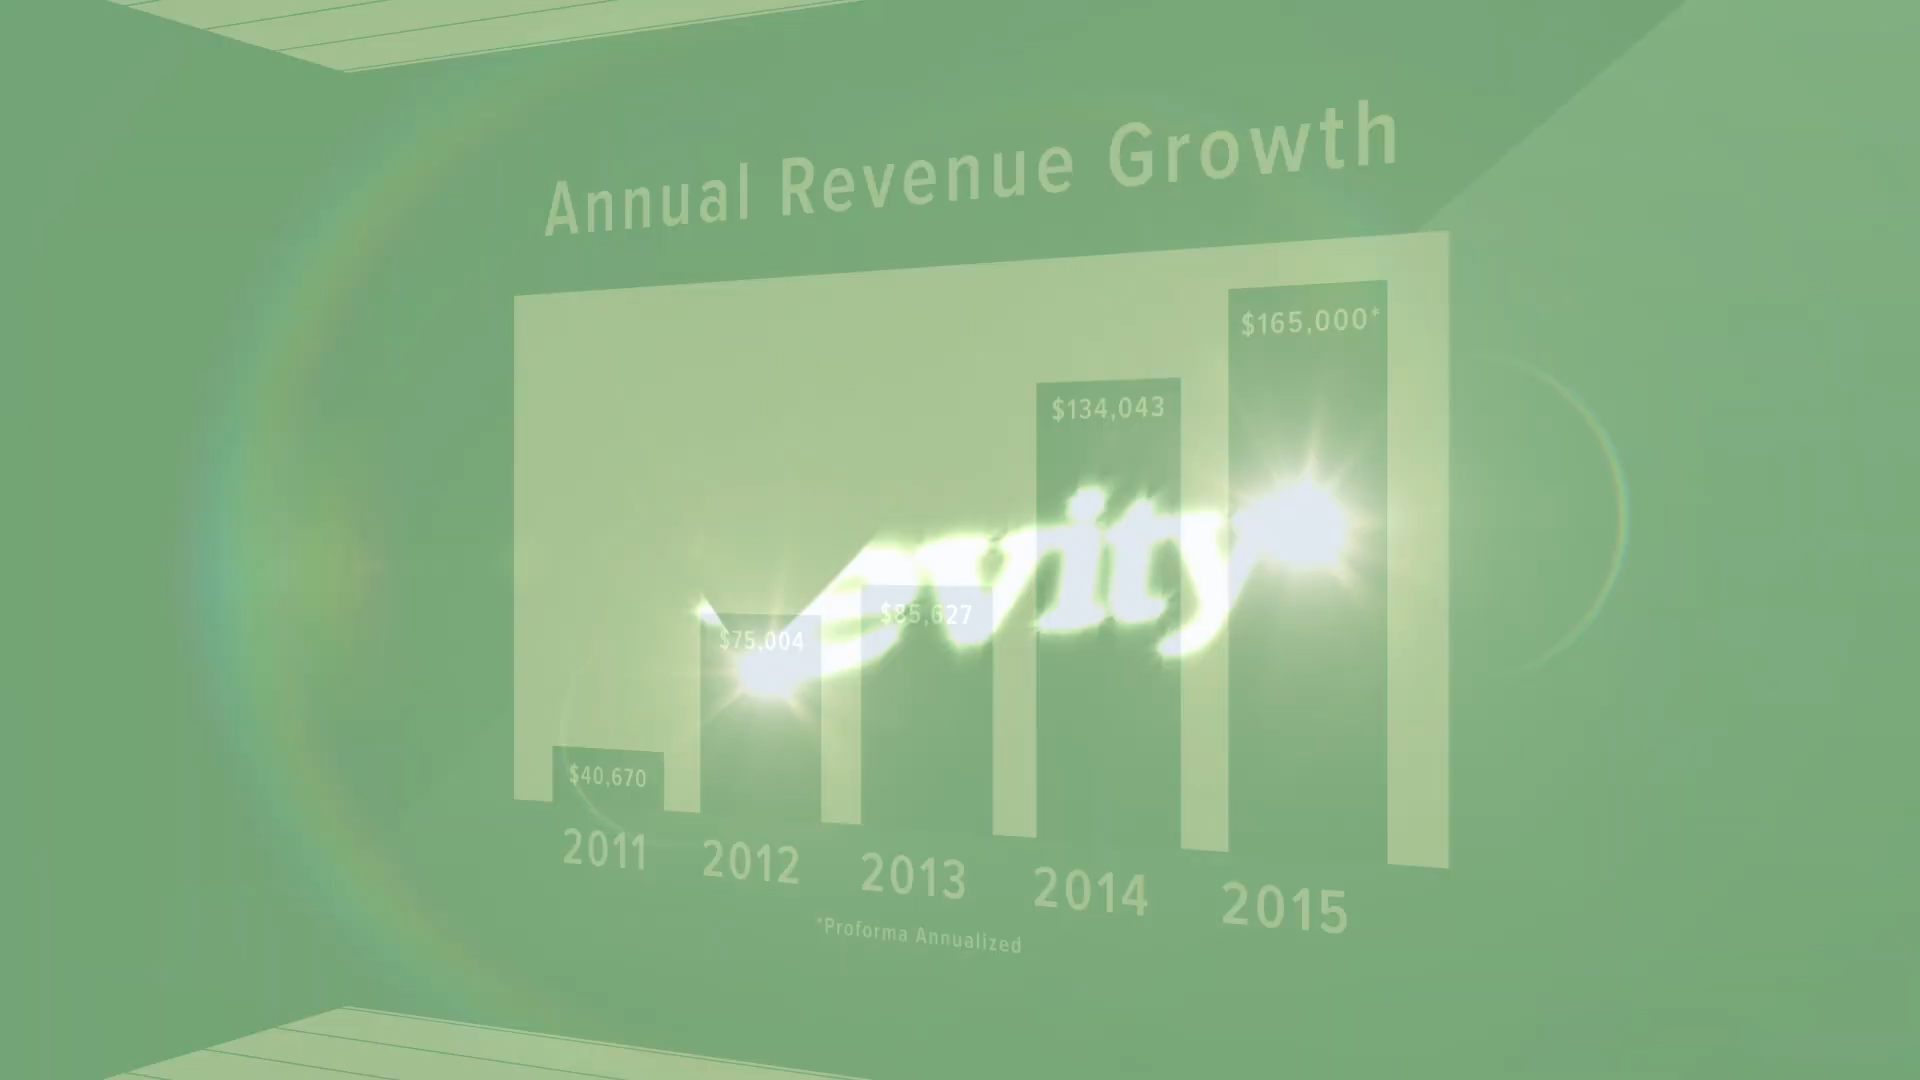 Annual Revenue Growth
$165,000*
$134,043
$85,627
$75,004
$40,670
2011 2012 2013 2014 2015
*Proforma Annualized
evity